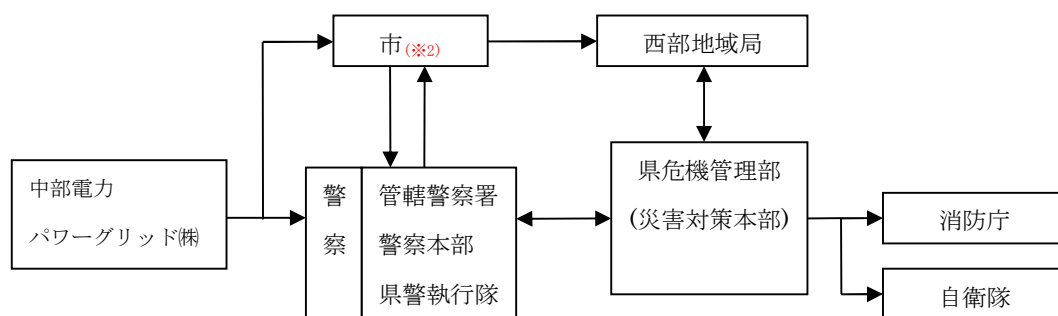 市(※2)
西部地域局
中部電力
パワーグリッド㈱
警
察
管轄警察署
警察本部
県警執行隊
県危機管理部
(災害対策本部)
消防庁
自衛隊